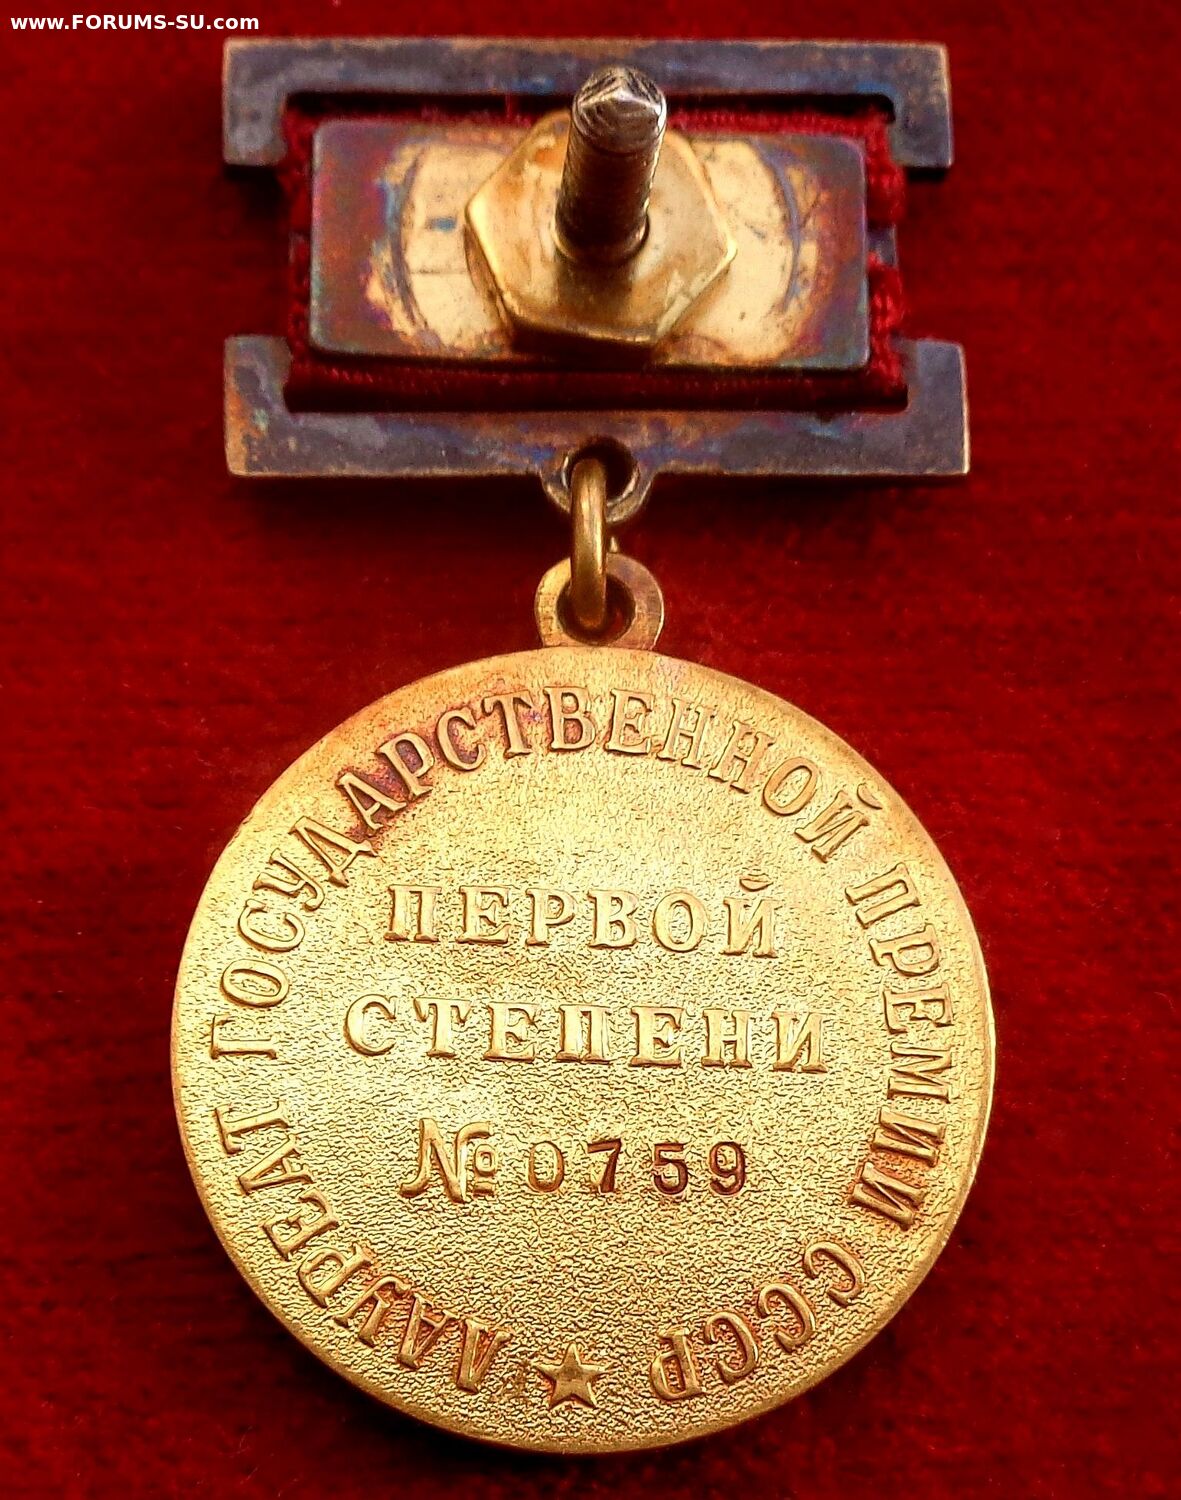 www.FORUMS-SU.com
ЛАУРЕАТ ГОСУДАРСТВЕННОЙ ПРЕМИИ СССР
ПЕРВОЙ
СТЕПЕНИ
№ 0759